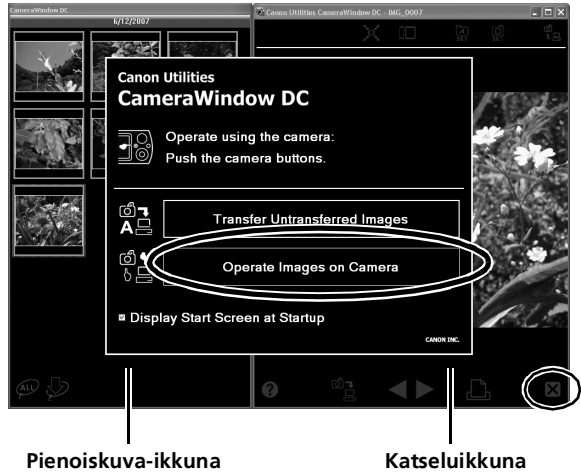 CameraWindow DC
Canon Utilities CameraWindow DC - IMG_0007
6/12/2007
Canon Utilities
CameraWindow DC
Operate using the camera:
Push the camera buttons.
Transfer Untransferred Images
Operate Images on Camera
Display Start Screen at Startup
CANON INC.
ALL
Pienoiskuva-ikkuna
Katseluikkuna